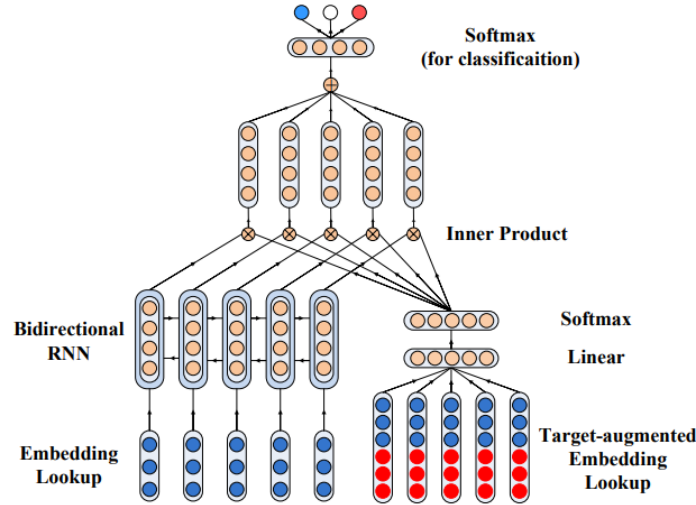 Softmax
(for classificaition)
Inner Product
Bidirectional
RNN
Softmax
Linear
Embedding
Lookup
Target-augmented
Embedding
Lookup